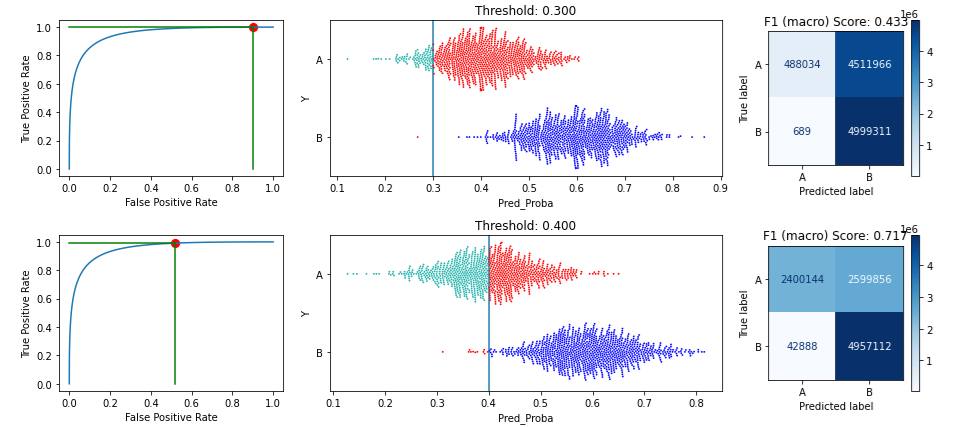 Threshold: 0.300
F1 (macro) Score: 0.433
1e6
True Positive Rate
1.0
0.8
0.6
0.4
0.2
0.0
0.0 0.2 0.4 0.6 0.8 1.0
False Positive Rate
Y
A
B
0.1 0.2 0.3 0.4 0.5 0.6 0.7 0.8 0.9
Pred_Proba
True label
A
B
488034 4511966
689 4999311
A B
Predicted label
4
3
2
1
Threshold: 0.400
F1 (macro) Score: 0.717
1e6
True Positive Rate
1.0
0.8
0.6
0.4
0.2
0.0
0.0 0.2 0.4 0.6 0.8 1.0
False Positive Rate
Y
A
B
0.1 0.2 0.3 0.4 0.5 0.6 0.7 0.8
Pred_Proba
True label
A
B
2400144 2599856
42888 4957112
A B
Predicted label
4
3
2
1